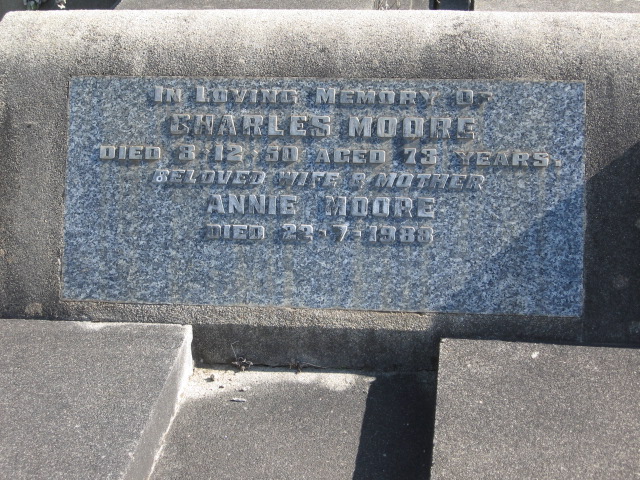 IN LOVING MEMORY OF
CHARLES MOORE
DIED 8·12·50 AGED 73 YEARS.
BELOVED WIFE & MOTHER
ANNIE MOORE
DIED 22·7·1988